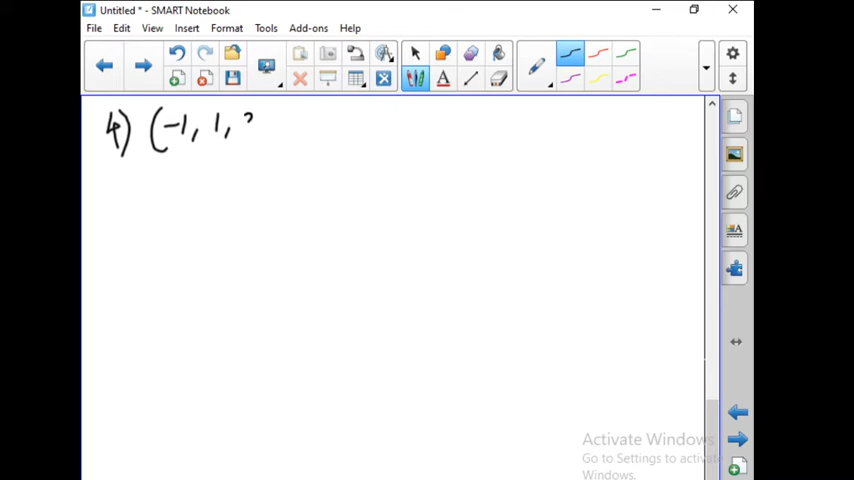 Untitled * - SMART Notebook
File Edit View Insert Format Tools Add-ons Help
4) (-1, 1,
Activate Windows
Go to Settings to activate
Windows.